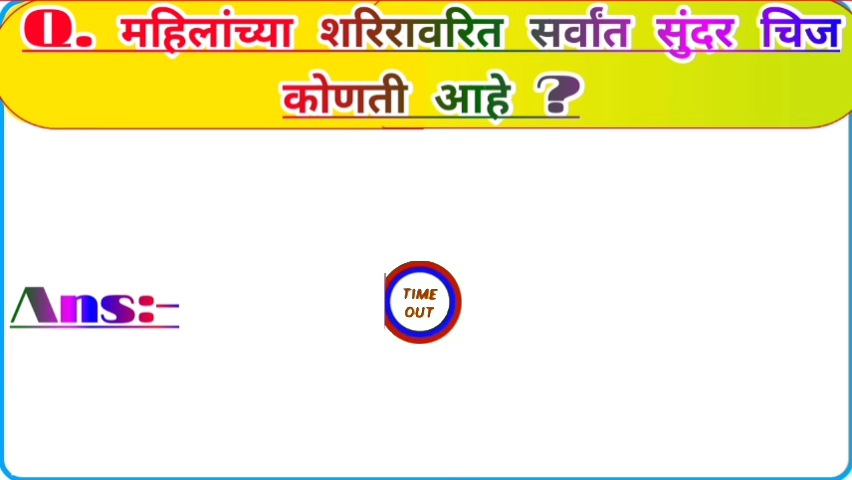 Q. महिलांच्या शरिरावरित सर्वांत सुंदर चिज
कोणती आहे ?
Ans:-
TIME
OUT